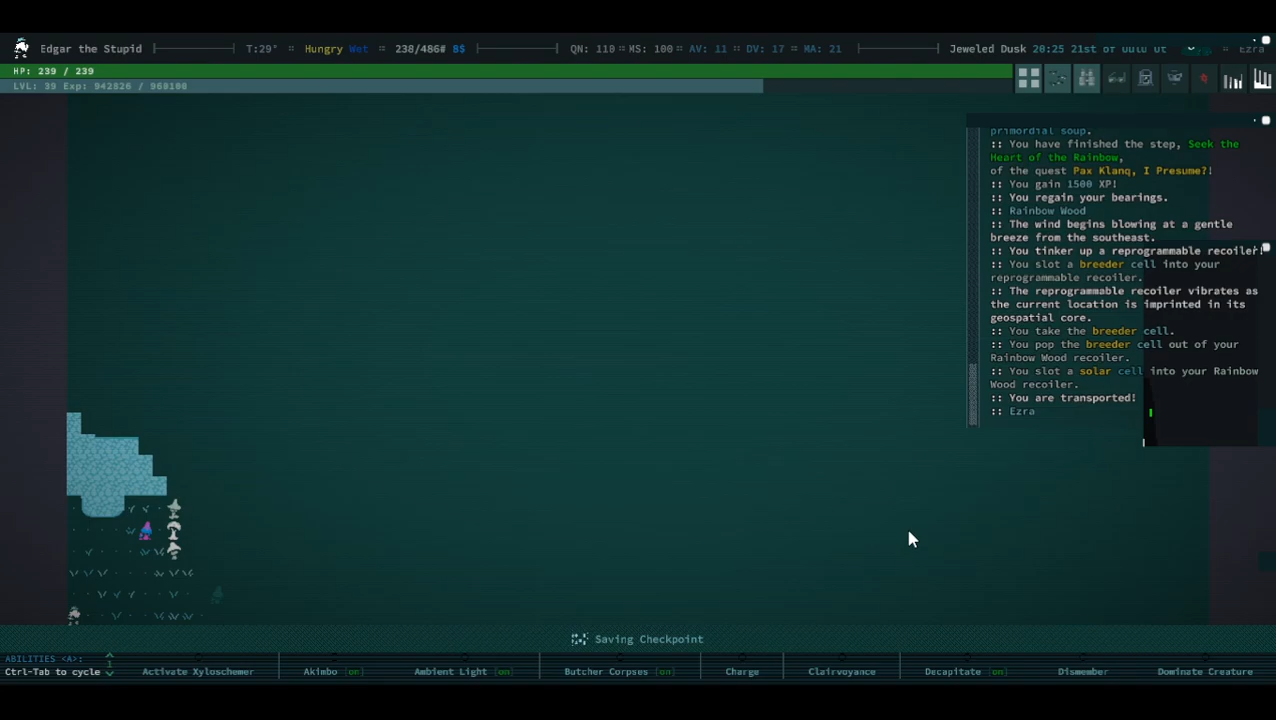 Edgar the Stupid T:29° :: Hungry Wet :: 238/486# 8$ QN: 110 :: MS: 100 :: AV: 11 :: DV: 17 :: MA: 21 Jeweled Dusk 20:25 21st of Ezra
HP: 239 / 239
LVL: 39 Exp: 942826 / 960100
primordial soup.
:: You have finished the step, Seek the
Heart of the Rainbow,
of the quest Pax Klanq, I Presume?!
:: You gain 1500 XP!
:: You regain your bearings.
:: Rainbow Wood
:: The wind begins blowing at a gentle
breeze from the southeast.
:: You tinker up a reprogrammable recoiler!
:: You slot a breeder cell into your
reprogrammable recoiler.
:: The reprogrammable recoiler vibrates as
the current location is imprinted in its
geospatial core.
:: You take the breeder cell.
:: You pop the breeder cell out of your
Rainbow Wood recoiler.
:: You slot a solar cell into your Rainbow
Wood recoiler.
:: You are transported!
:: Ezra
Saving Checkpoint
ABILITIES <A>:
Ctrl-Tab to cycle 1 Activate Xyloschemer Akimbo [on] Ambient Light [on] Butcher Corpses [on] Charge Clairvoyance Decapitate [on] Dismember Dominate Creature